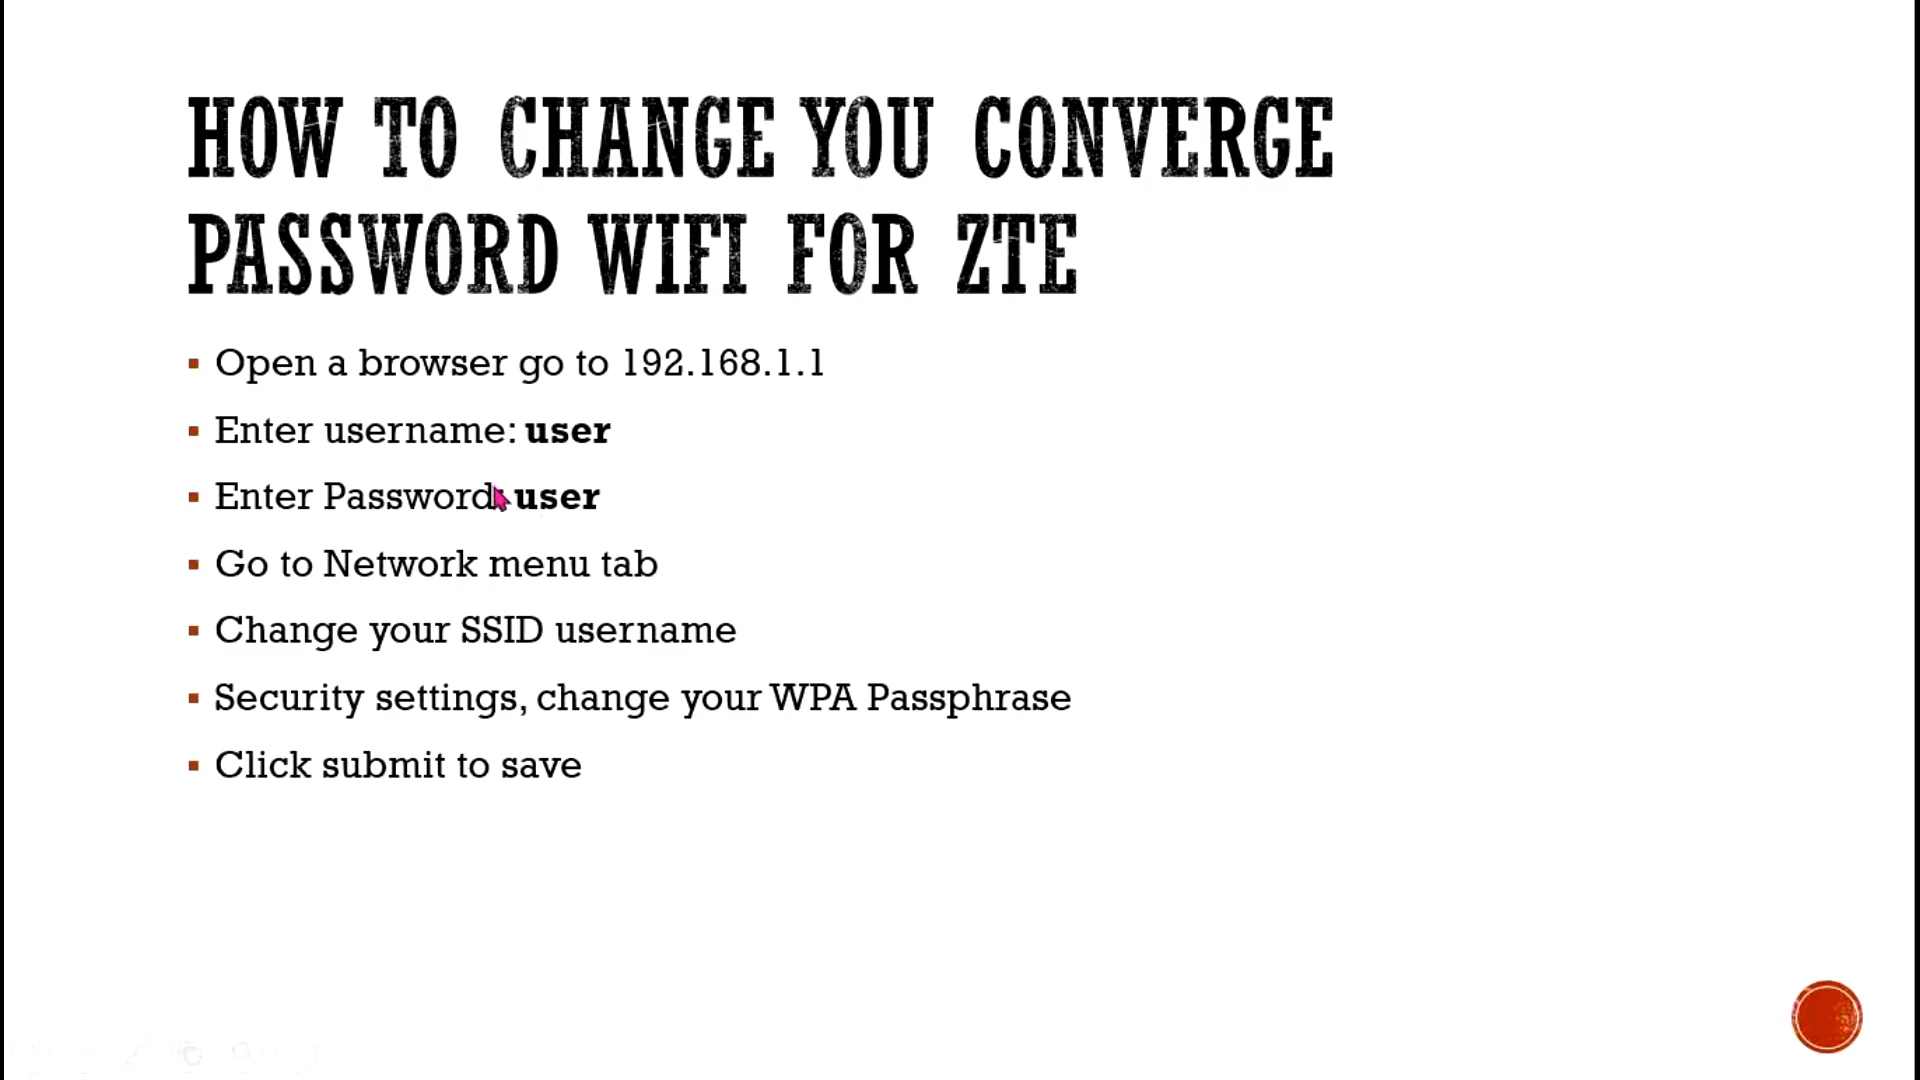 HOW TO CHANGE YOU CONVERGE
PASSWORD WIFI FOR ZTE
Open a browser go to 192.168.1.1
Enter username: user
Enter Password: user
Go to Network menu tab
Change your SSID username
Security settings, change your WPA Passphrase
Click submit to save